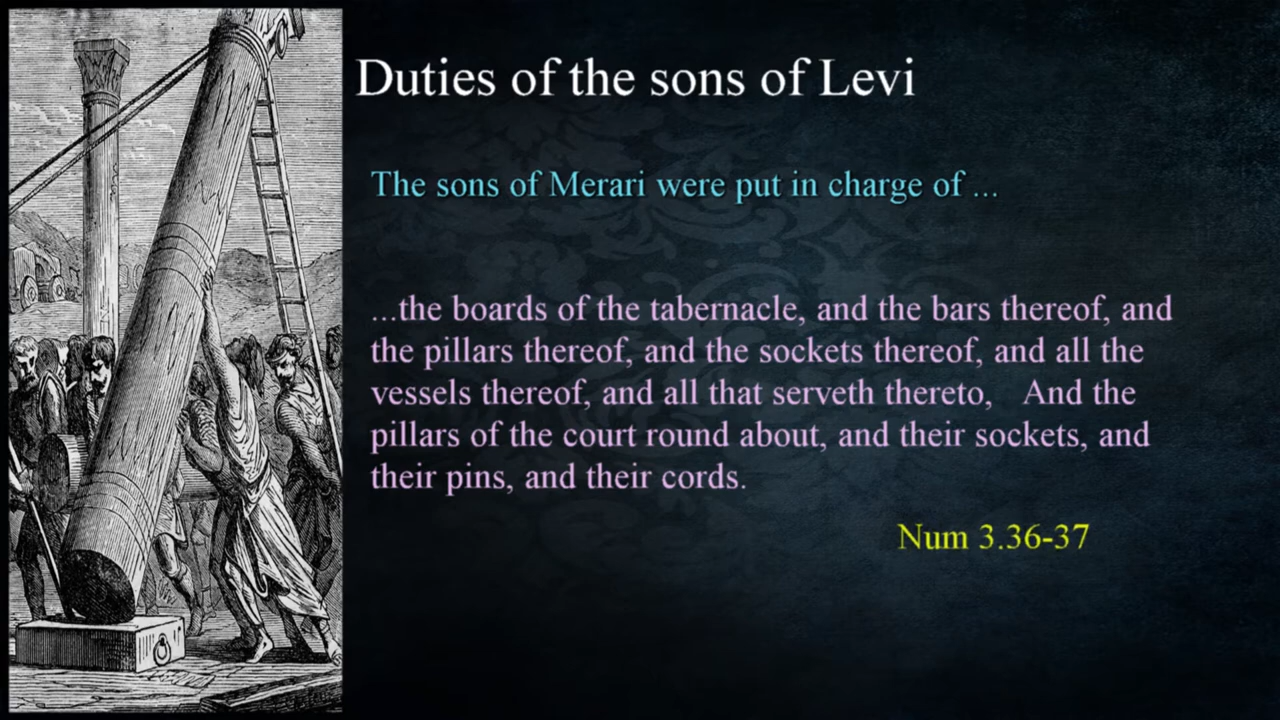 Duties of the sons of Levi
The sons of Merari were put in charge of ...
...the boards of the tabernacle, and the bars thereof, and
the pillars thereof, and the sockets thereof, and all the
vessels thereof, and all that serveth thereto,   And the
pillars of the court round about, and their sockets, and
their pins, and their cords.
Num 3.36-37